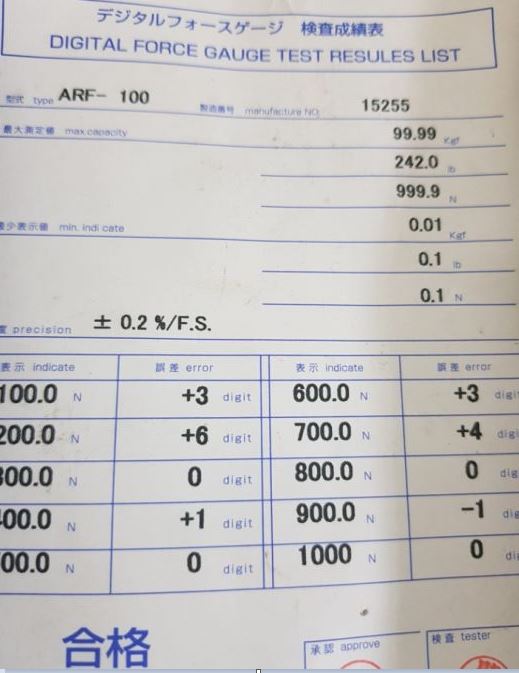 デジタルフォースゲージ 検査成績表
DIGITAL FORCE GAUGE TEST RESULES LIST
型式 type ARF- 100 製造番号 manufacture NO. 15255
最大測定値 max.capacity 99.99 Kgf
242.0 lb
999.9 N
少表示値 min. indi cate 0.01 Kgf
0.1 lb
0.1 N
度 precision ± 0.2 %/F.S.
表示 indicate 誤差 error 表示 indicate 誤差 error
100.0 N +3 digit 600.0 N +3 digit
200.0 N +6 digit 700.0 N +4 digi
300.0 N 0 digit 800.0 N 0 dig
00.0 N +1 digit 900.0 N -1 dig
00.0 N 0 digit 1000 N 0 di
合格
承認 approve 検査 tester